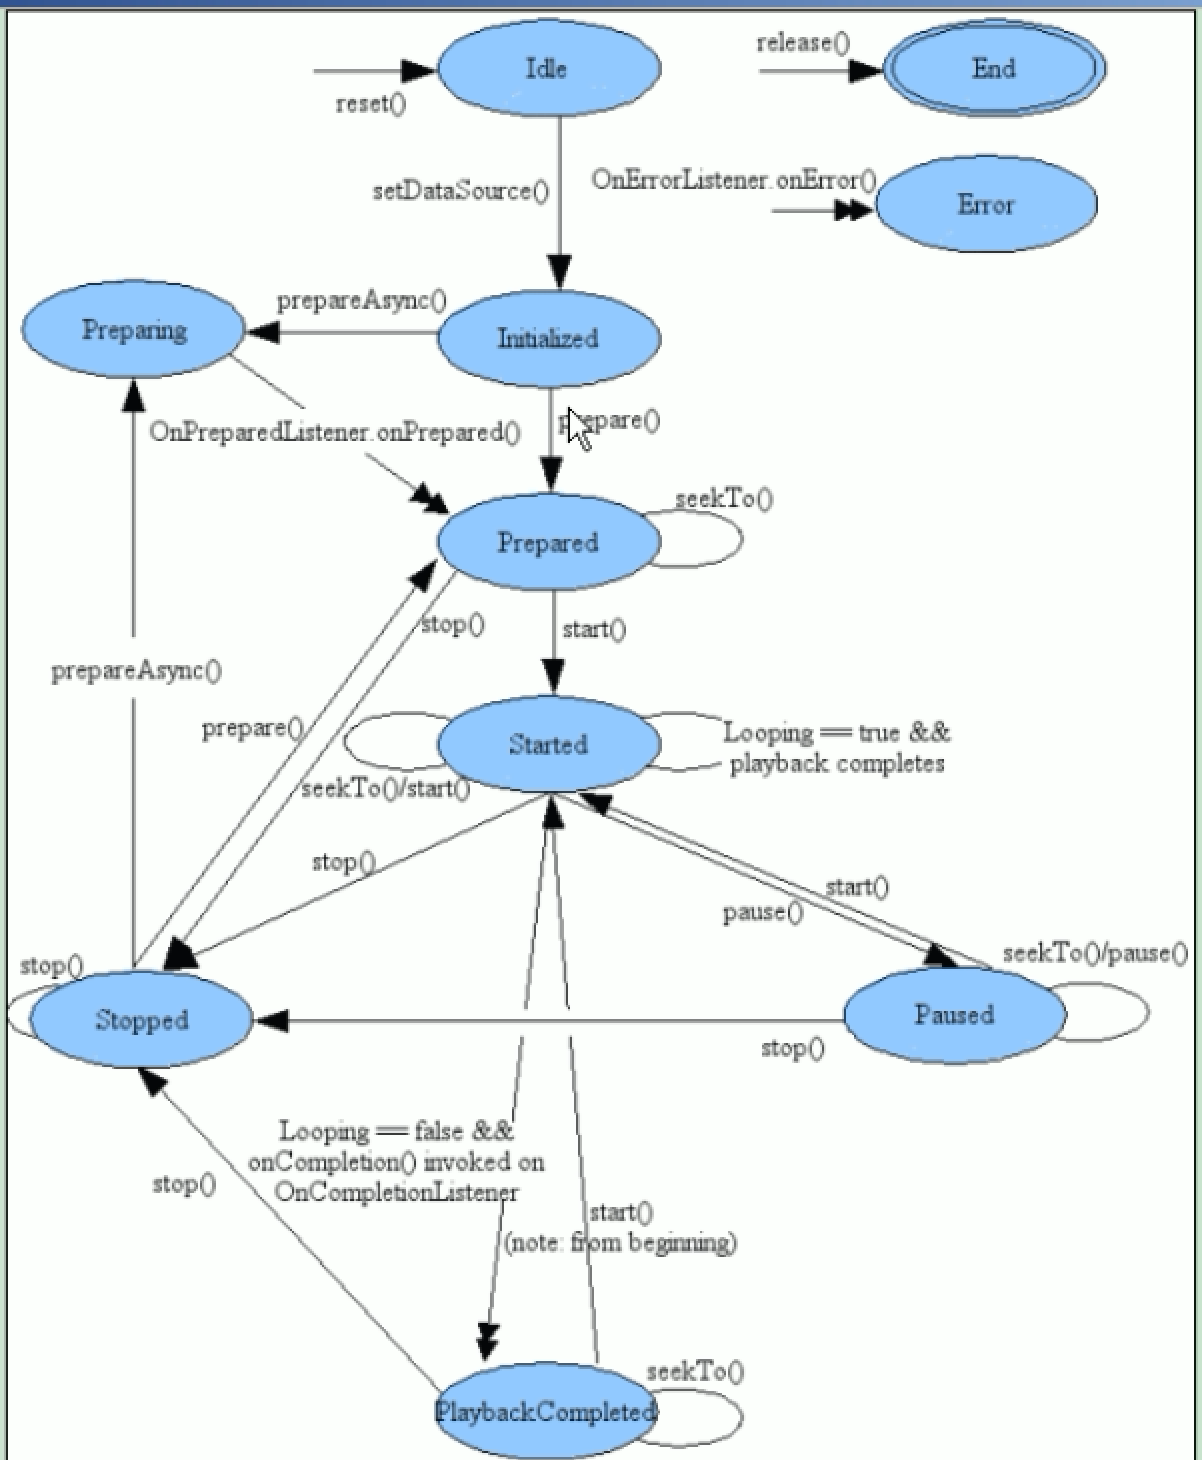 Idle
release()
End
reset()
setDataSource()
OnErrorListener.onError()
Error
prepareAsync()
Preparing
Initialized
prepare()
OnPreparedListener.onPrepared()
seekTo()
Prepared
stop()
start()
prepareAsync()
prepare()
Started
Looping == true &&
playback completes
seekTo()/start()
stop()
start()
pause()
seekTo()/pause()
stop()
Stopped
Paused
stop()
Looping == false &&
onCompletion() invoked on
OnCompletionListener
stop()
start()
(note: from beginning)
seekTo()
PlaybackCompleted